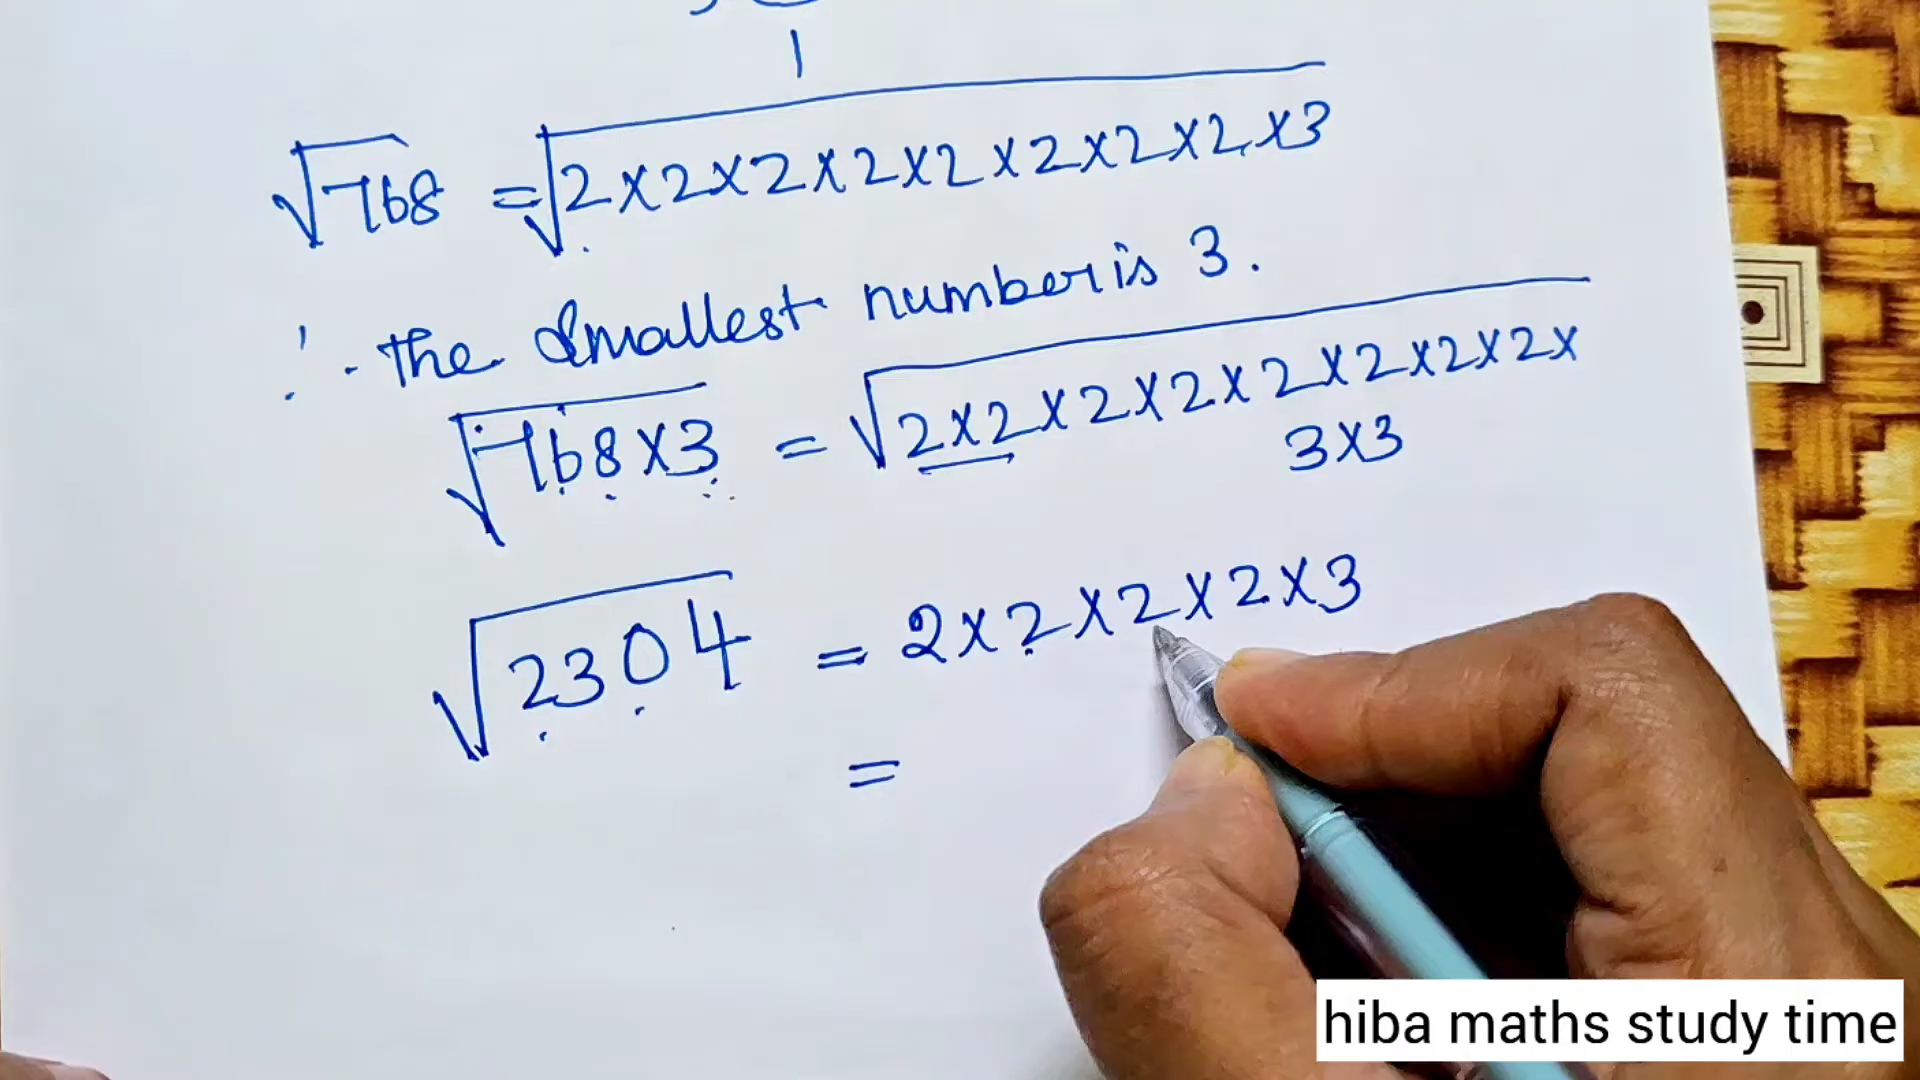 1
√768 = √2×2×2×2×2×2×2×2×3
∴ The smallest number is 3.
√768×3 = √2×2×2×2×2×2×2×2×
3×3
√2304 = 2×2×2×2×3
=
hiba maths study time